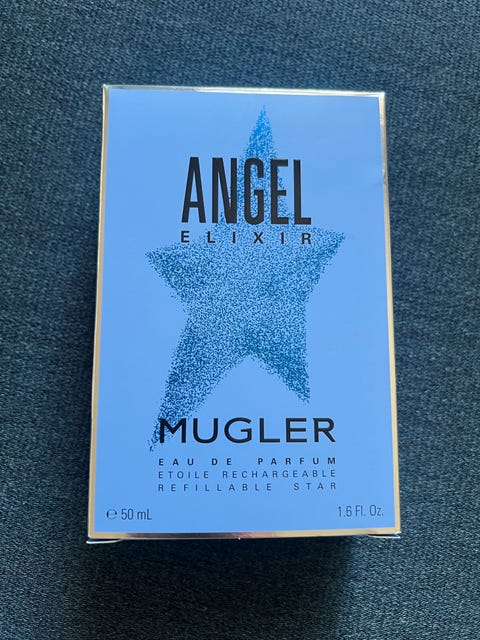 ANGEL
ELIXIR
MUGLER
EAU DE PARFUM
ETOILE RECHARGEABLE
REFILLABLE STAR
℮ 50 mL 1.6 Fl. Oz.